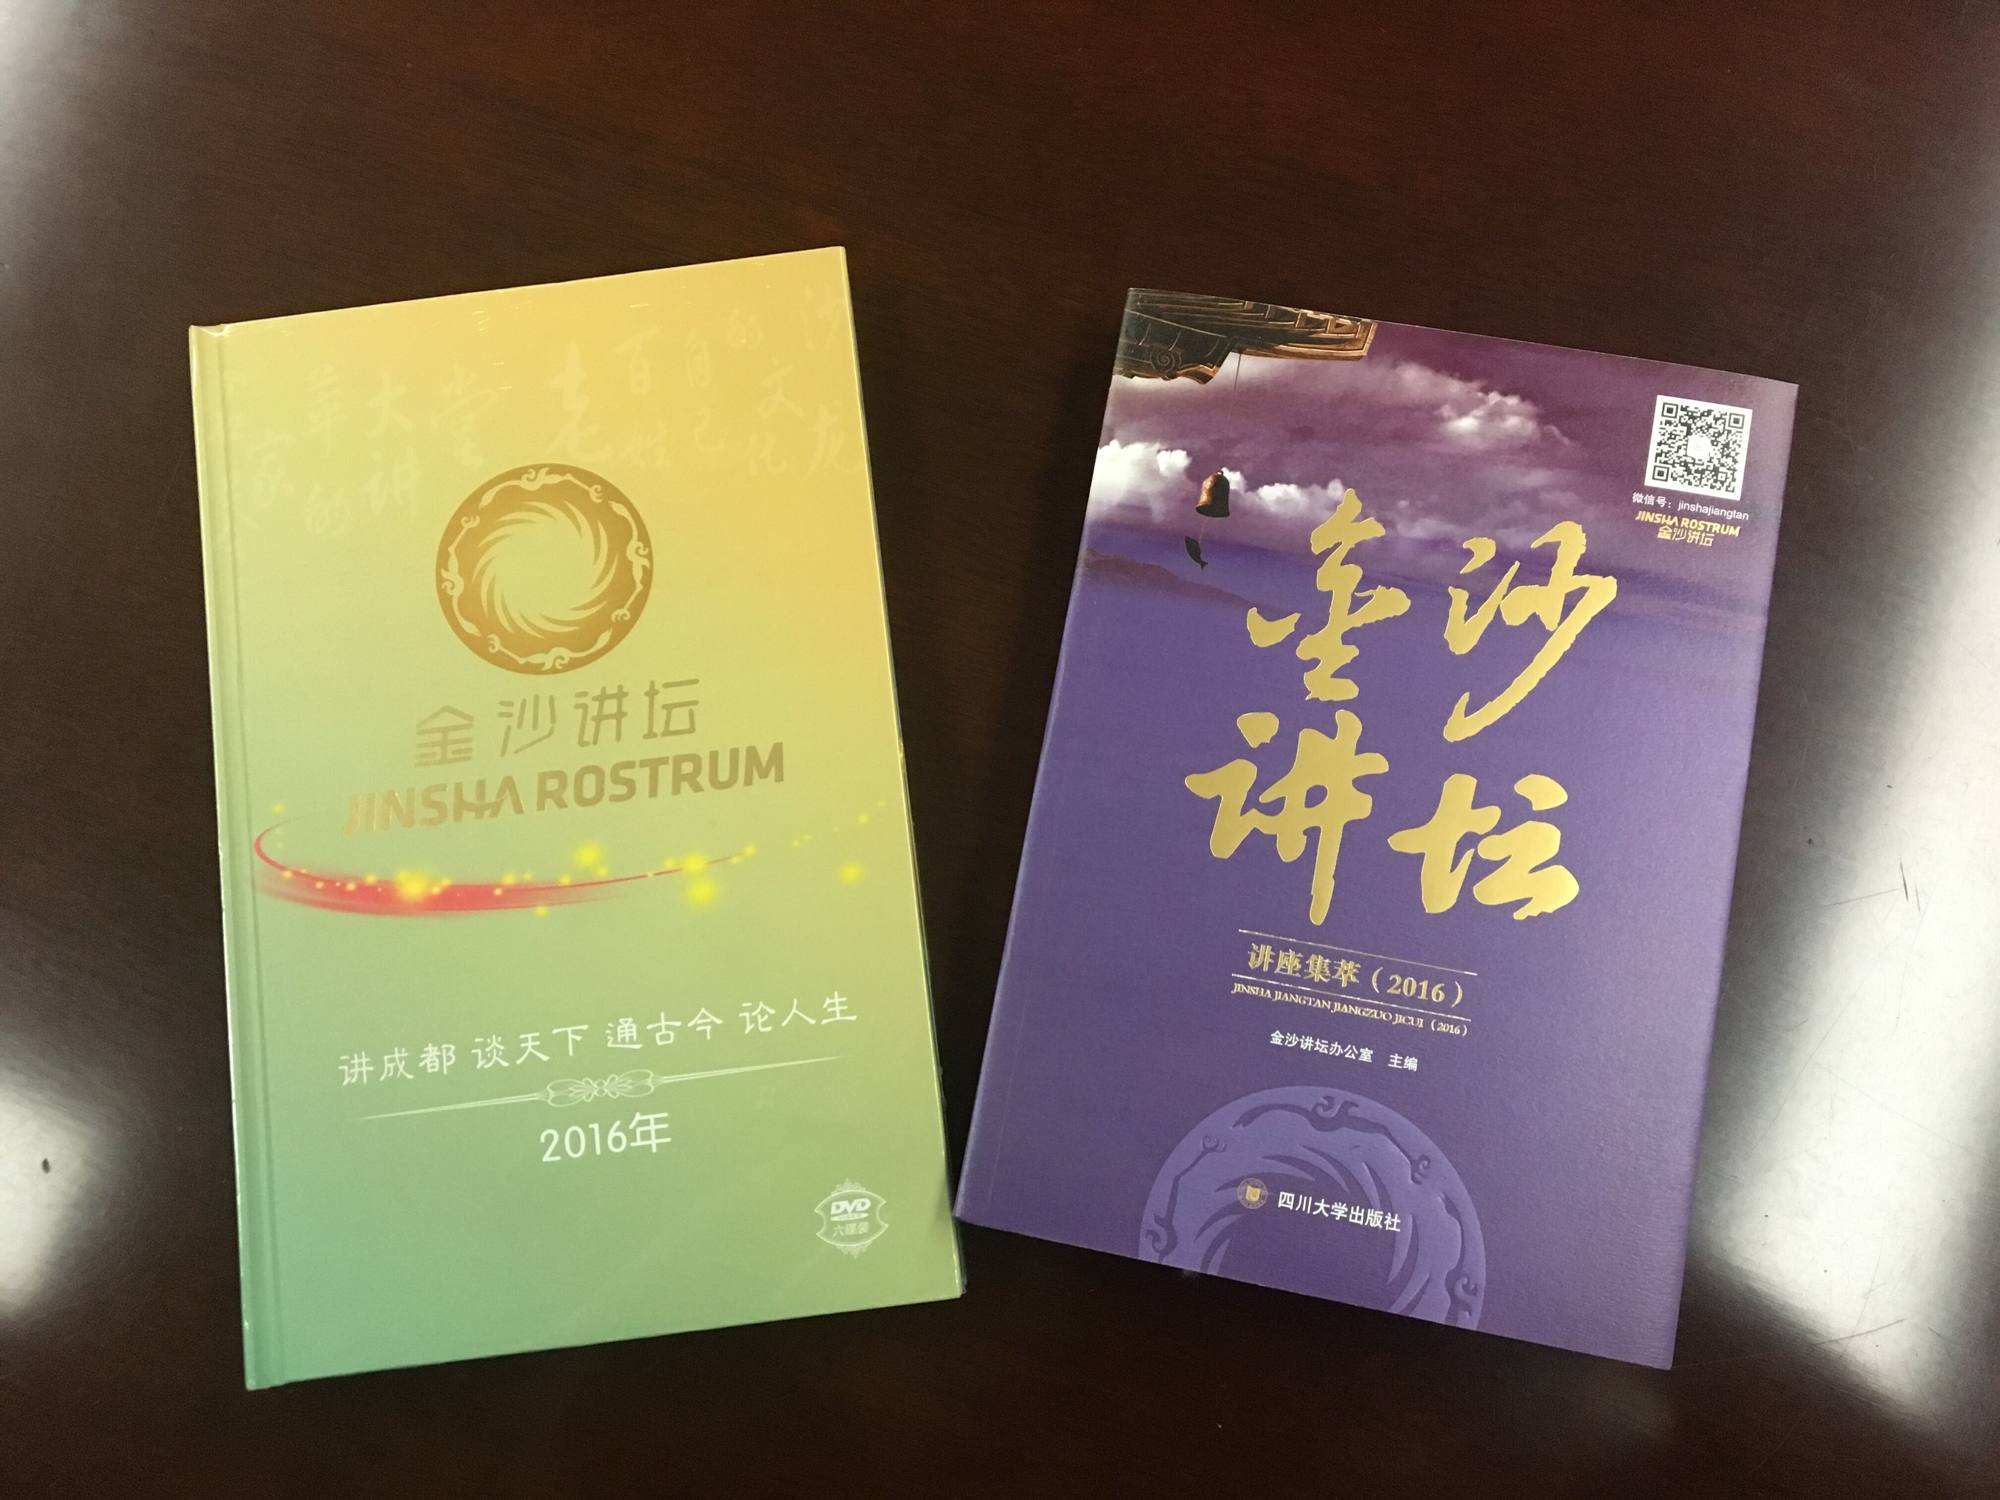 金沙讲坛
JINSHA ROSTRUM
讲成都 谈天下 通古今 论人生
2016年
DVD
六碟装
微信号：jinshajiangtan
JINSHA ROSTRUM
金沙讲坛
金沙
讲坛
讲座集萃（2016）
JINSHA JIANGTAN JIANGZUO JICUI（2016）
金沙讲坛办公室 主编
四川大学出版社